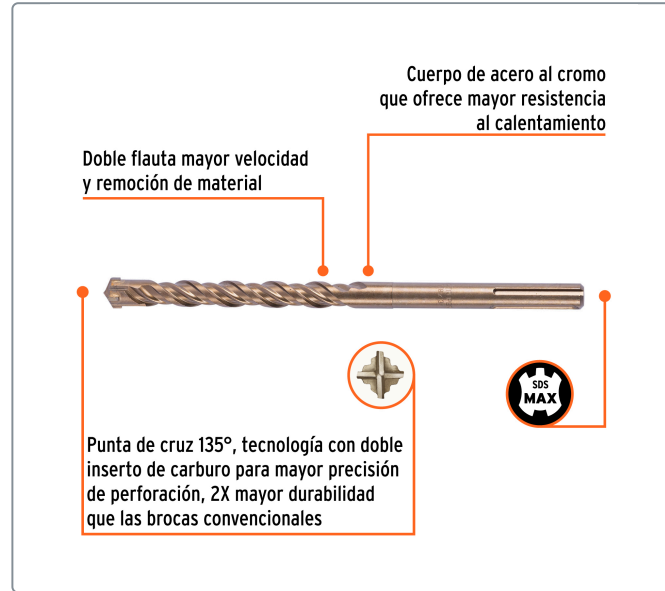 Cuerpo de acero al cromo
que ofrece mayor resistencia
al calentamiento
Doble flauta mayor velocidad
y remoción de material
SDS
MAX
Punta de cruz 135°, tecnología con doble
inserto de carburo para mayor precisión
de perforación, 2X mayor durabilidad
que las brocas convencionales